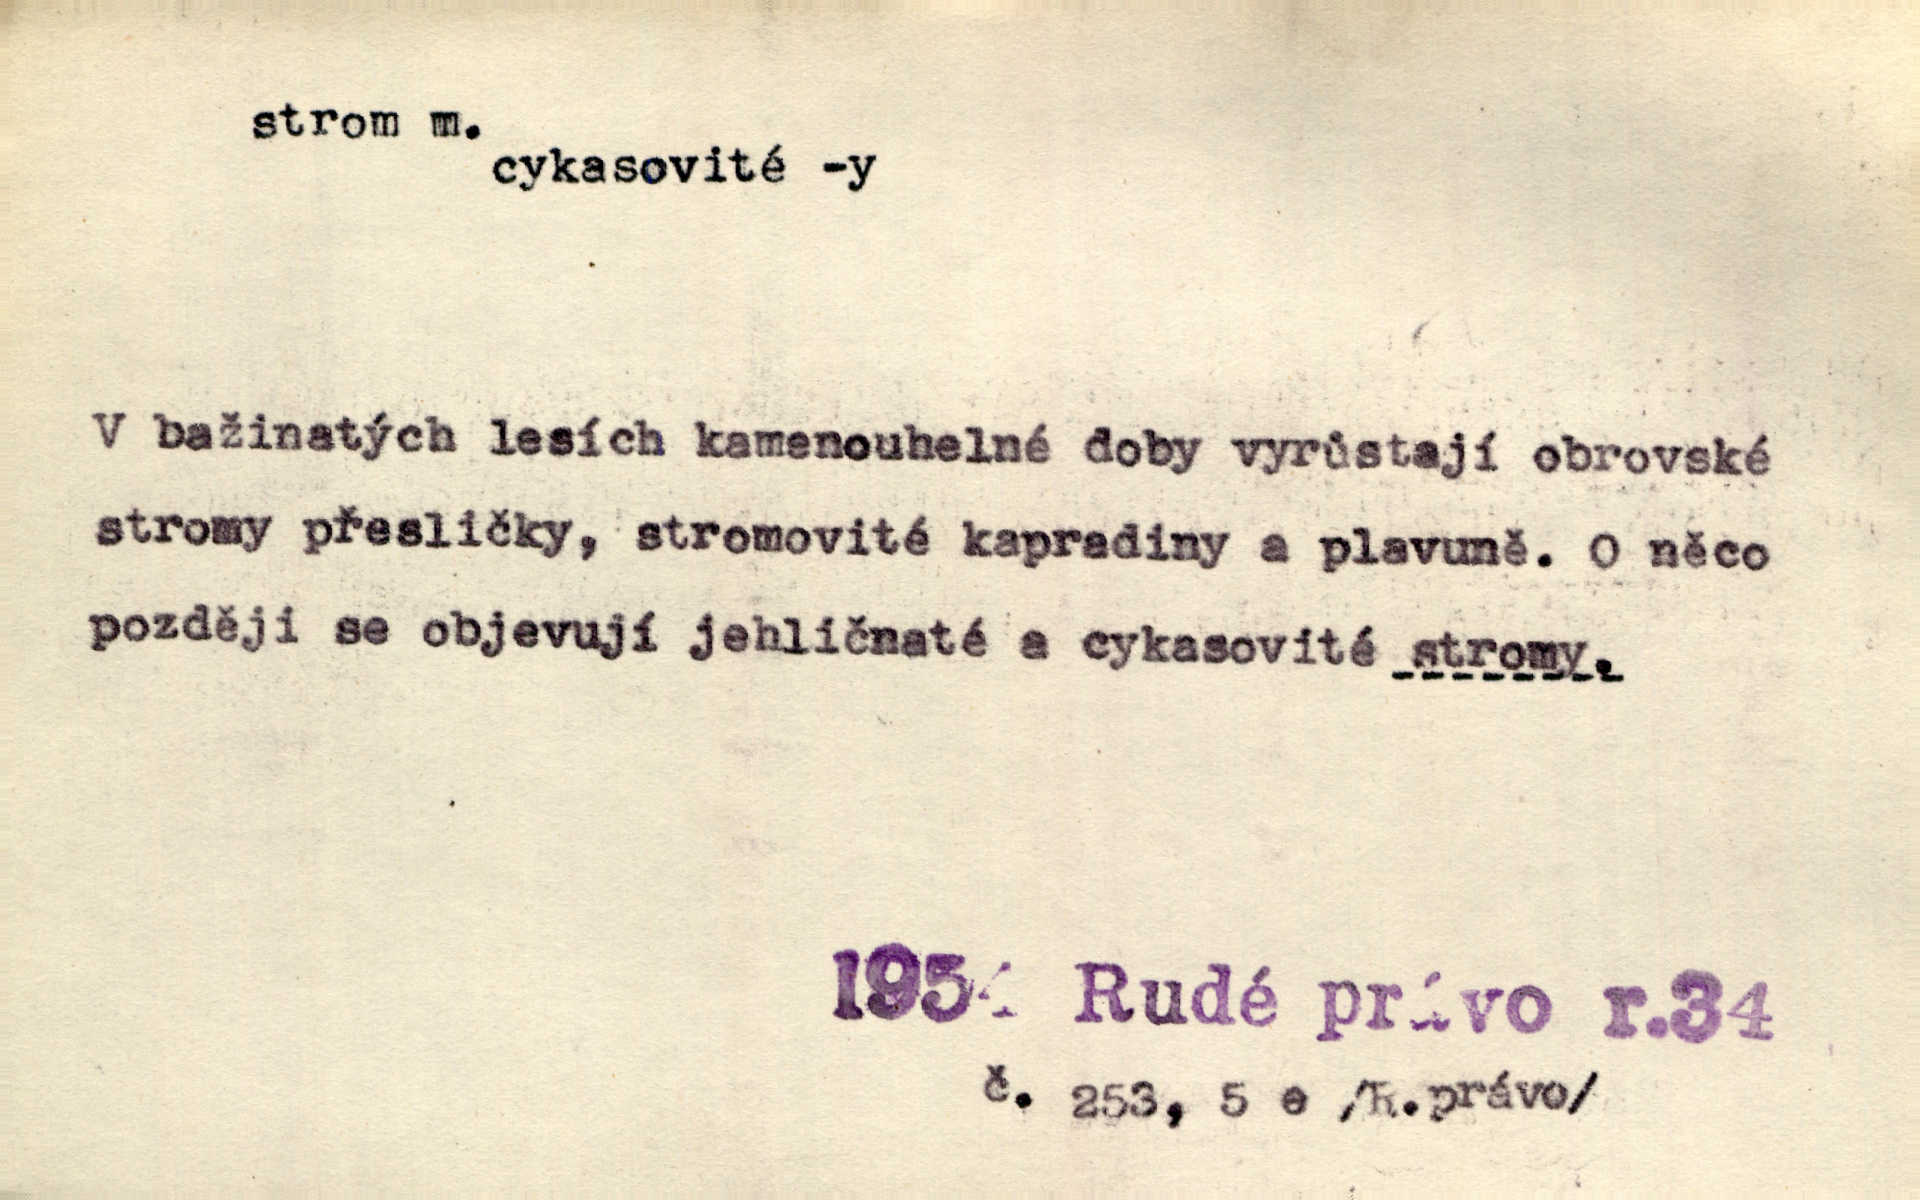 strom m.
cykasovité -y
V bažinatých lesích kamenouhelné doby vyrůstají obrovské
stromy přesličky, stromovité kapradiny a plavuně. O něco
později se objevují jehličnaté a cykasovité stromy.
1954 Rudé právo r.34
č. 253, 5 e /R.právo/